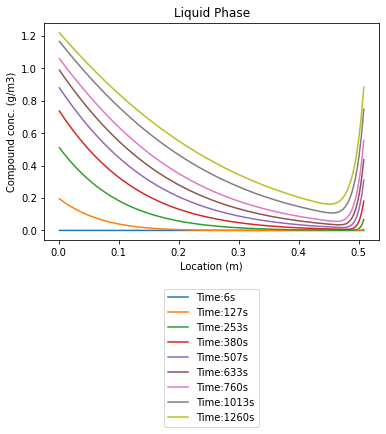 Liquid Phase
Compound conc. (g/m3)
1.2
1.0
0.8
0.6
0.4
0.2
0.0
0.0 0.1 0.2 0.3 0.4 0.5
Location (m)
Time:6s
Time:127s
Time:253s
Time:380s
Time:507s
Time:633s
Time:760s
Time:1013s
Time:1260s